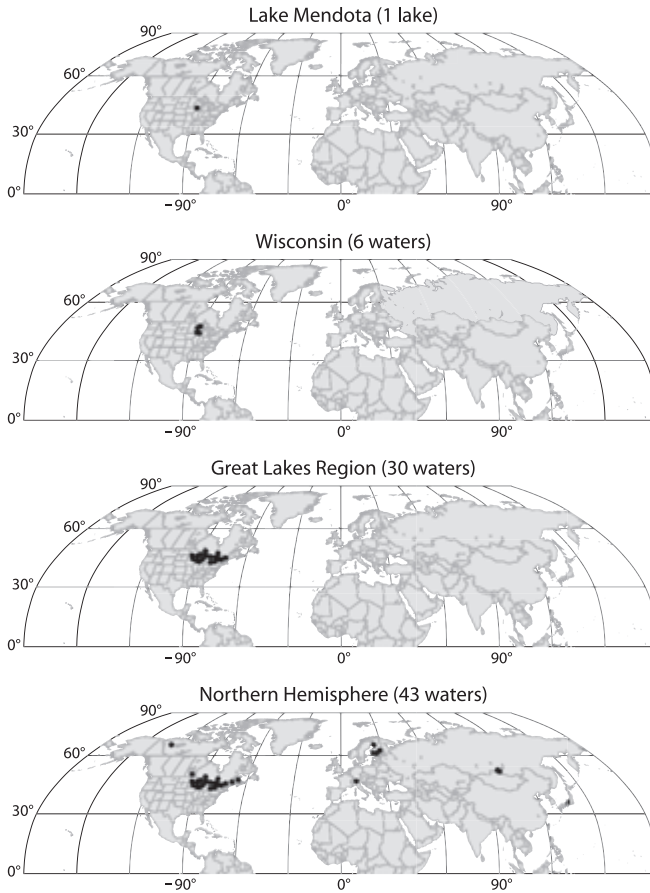 Lake Mendota (1 lake)
90°
60°
30°
0°
−90° 0° 90°
Wisconsin (6 waters)
90°
60°
30°
0°
−90° 0° 90°
Great Lakes Region (30 waters)
90°
60°
30°
0°
−90° 0° 90°
Northern Hemisphere (43 waters)
90°
60°
30°
0°
−90° 0° 90°